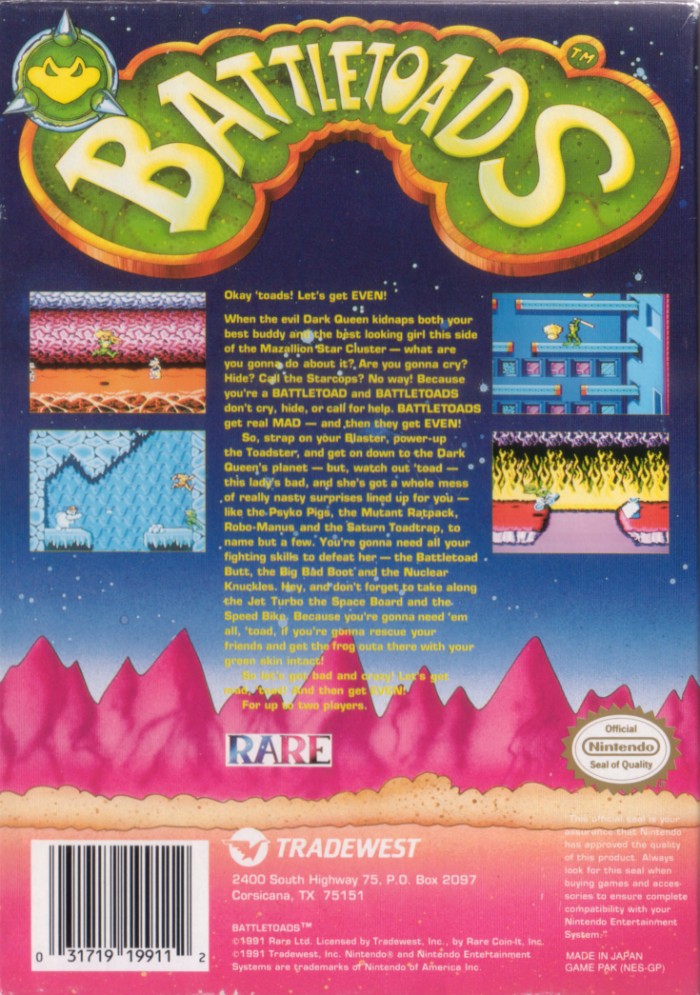 BATTLETOADS™
Okay 'toads! Let's get EVEN!
When the evil Dark Queen kidnaps both your
best buddy and the best looking girl this side
of the Mazallion Star Cluster — what are
you gonna do about it? Are you gonna cry?
Hide? Call the Starcops? No way! Because
you're a BATTLETOAD and BATTLETOADS
don't cry, hide, or call for help. BATTLETOADS
get real MAD — and then they get EVEN!
So, strap on your Blaster, power-up
the Toadster, and get on down to the Dark
Queen's planet — but, watch out 'toad —
this lady's bad, and she's got a whole mess
of really nasty surprises lined up for you —
like the Psyko Pigs, the Mutant Ratpack,
Robo-Manus and the Saturn Toadtrap, to
name but a few. You're gonna need all your
fighting skills to defeat her — the Battletoad
Butt, the Big Bad Boot and the Nuclear
Knuckles. Hey, and don't forget to take along
the Jet Turbo the Space Board and the
Speed Bike. Because you're gonna need 'em
all, 'toad, if you're gonna rescue your
friends and get the frog outa there with your
green skin intact!
So let's get bad and crazy! Let's get
mad, 'toad! And then get EVEN!
For up to two players.
RARE
Official
Nintendo
Seal of Quality
This official seal is your
assurance that Nintendo
has approved the quality
of this product. Always
look for this seal when
buying games and acces-
sories to ensure complete
compatibility with your
Nintendo Entertainment
System.
MADE IN JAPAN
GAME PAK (NES-GP)
TRADEWEST
2400 South Highway 75, P.O. Box 2097
Corsicana, TX 75151
BATTLETOADS™
©1991 Rare Ltd. Licensed by Tradewest, Inc., by Rare Coin-It, Inc.
©1991 Tradewest, Inc. Nintendo® and Nintendo Entertainment
Systems are trademarks of Nintendo of America Inc.
0 31719 19911 2